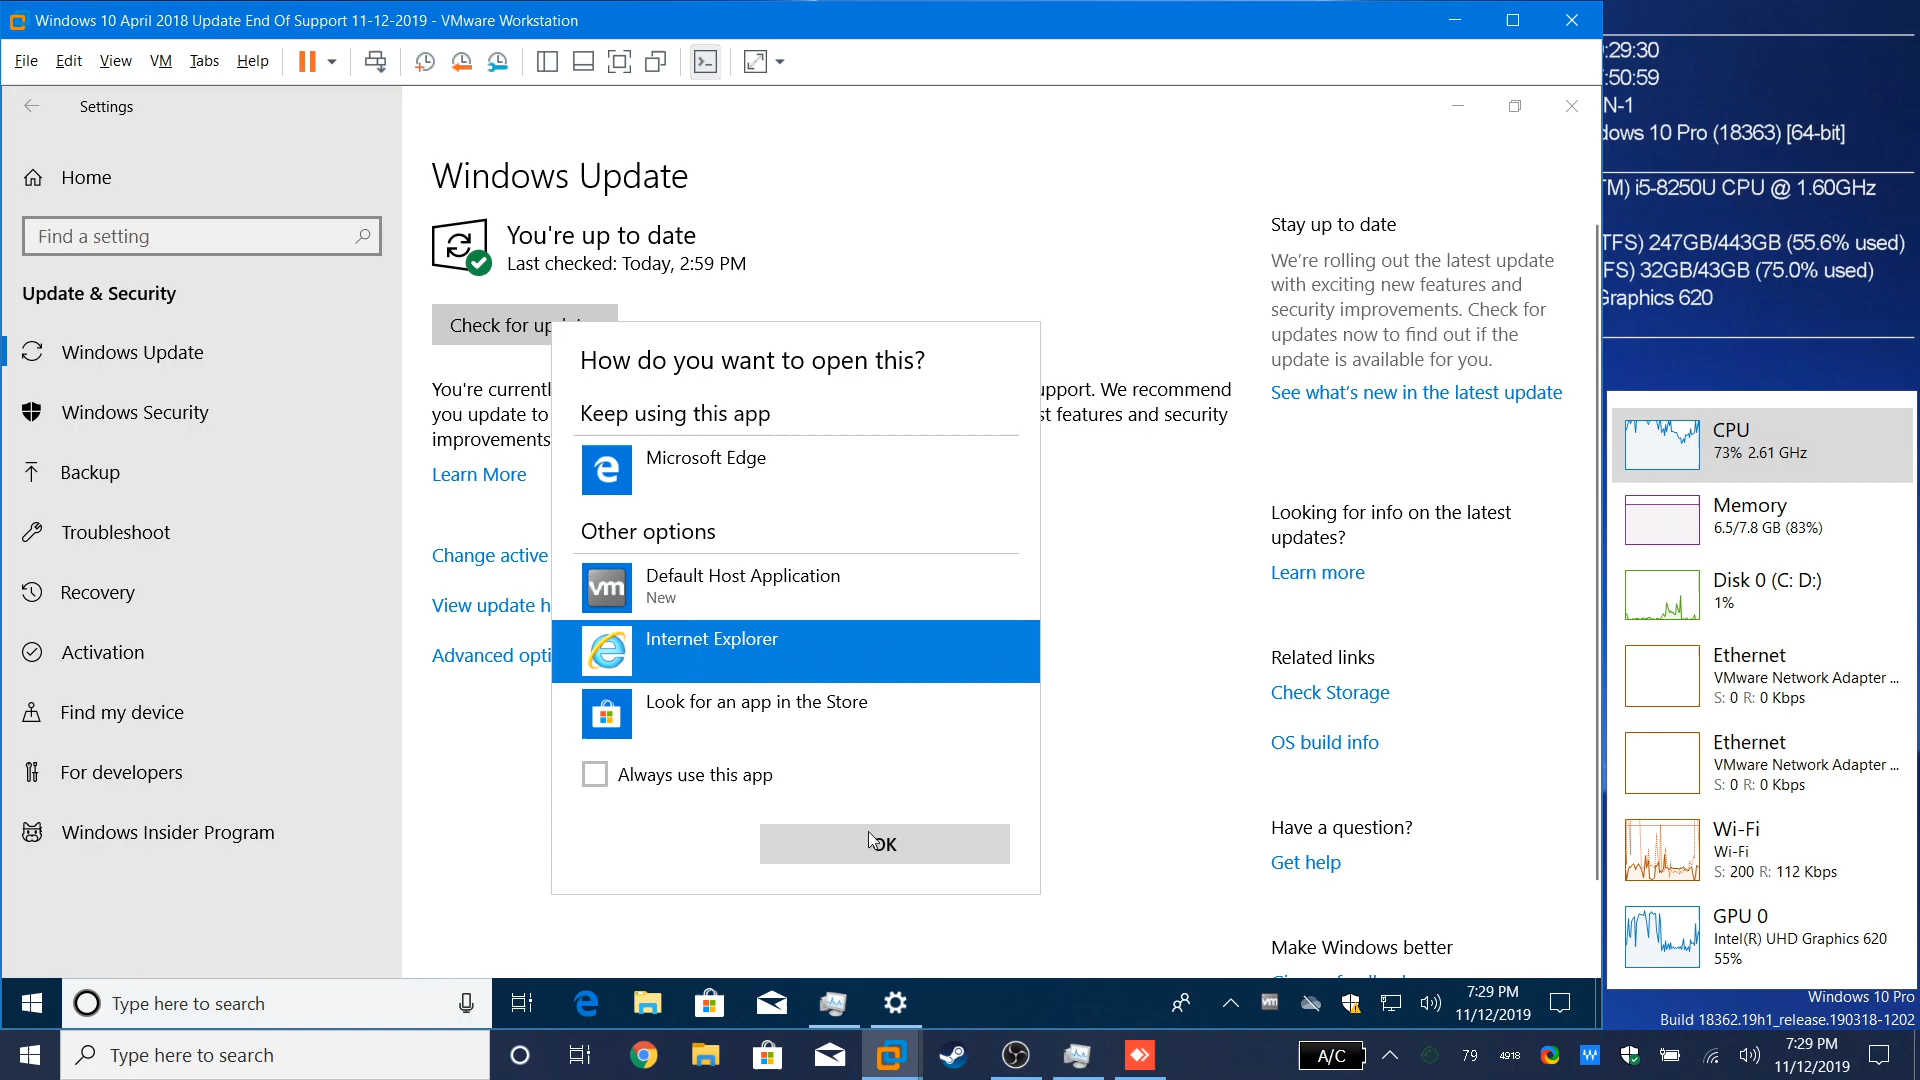 Windows 10 April 2018 Update End Of Support 11-12-2019 - VMware Workstation
File Edit View VM Tabs Help
Settings
Home
Find a setting
Update & Security
Windows Update
Windows Security
Backup
Troubleshoot
Recovery
Activation
Find my device
For developers
Windows Insider Program
Windows Update
You're up to date
Last checked: Today, 2:59 PM
Check for
You're currently
you update to
improvements
upport. We recommend
st features and security
Learn More
Change active
View update h
Advanced opti
How do you want to open this?
Keep using this app
Microsoft Edge
Other options
vm
Default Host Application
New
Internet Explorer
Look for an app in the Store
Always use this app
OK
Stay up to date
We're rolling out the latest update
with exciting new features and
security improvements. Check for
updates now to find out if the
update is available for you.
See what's new in the latest update
Looking for info on the latest
updates?
Learn more
Related links
Check Storage
OS build info
Have a question?
Get help
Make Windows better
:29:30
:50:59
N-1
dows 10 Pro (18363) [64-bit]
TM) i5-8250U CPU @ 1.60GHz
TFS) 247GB/443GB (55.6% used)
FS) 32GB/43GB (75.0% used)
Graphics 620
CPU
73% 2.61 GHz
Memory
6.5/7.8 GB (83%)
Disk 0 (C: D:)
1%
Ethernet
VMware Network Adapter ...
S: 0 R: 0 Kbps
Ethernet
VMware Network Adapter ...
S: 0 R: 0 Kbps
Wi-Fi
Wi-Fi
S: 200 R: 112 Kbps
GPU 0
Intel(R) UHD Graphics 620
55%
Windows 10 Pro
Build 18362.19h1_release.190318-1202
Type here to search
vm
7:29 PM
11/12/2019
Type here to search
A/C
79
4918
W
7:29 PM
11/12/2019